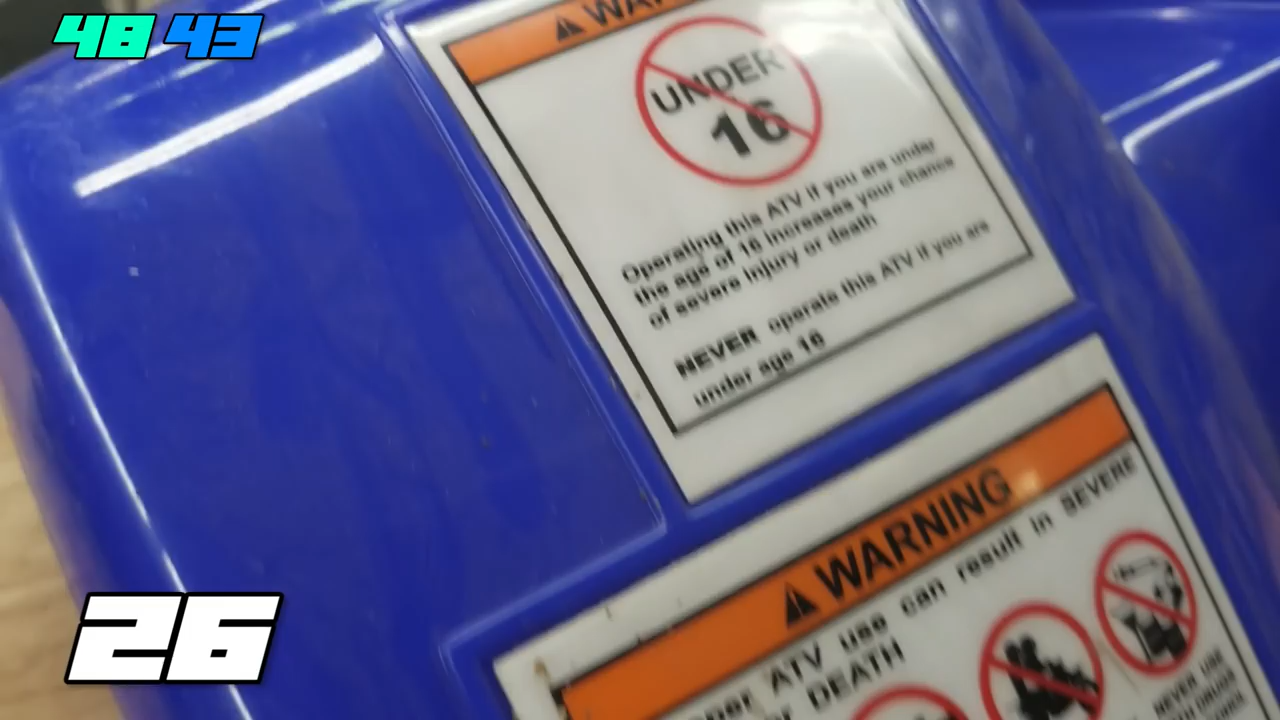 48 43
UNDER
16
Operating this ATV if you are under
the age of 16 increases your chance
of severe injury or death
NEVER operate this ATV if you are
under age 16
WARNING
ATV use can result in SEVERE
DEATH
NEVER USE
26